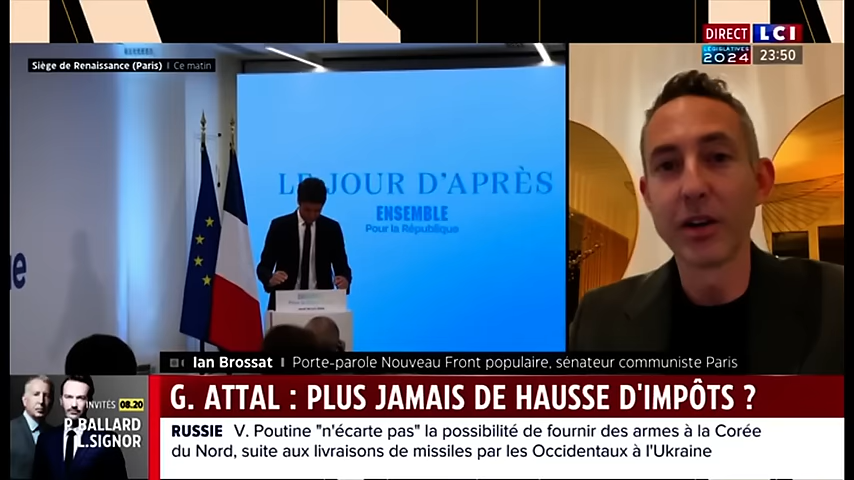 DIRECT LCI
LÉGISLATIVES
2024 23:50
Siège de Renaissance (Paris) | Ce matin
LE JOUR D'APRÈS
ENSEMBLE
Pour la République
Ian Brossat | Porte-parole Nouveau Front populaire, sénateur communiste Paris
INVITÉS 08.20
P.BALLARD
L.SIGNOR
G. ATTAL : PLUS JAMAIS DE HAUSSE D'IMPÔTS ?
RUSSIE V. Poutine "n'écarte pas" la possibilité de fournir des armes à la Corée
du Nord, suite aux livraisons de missiles par les Occidentaux à l'Ukraine